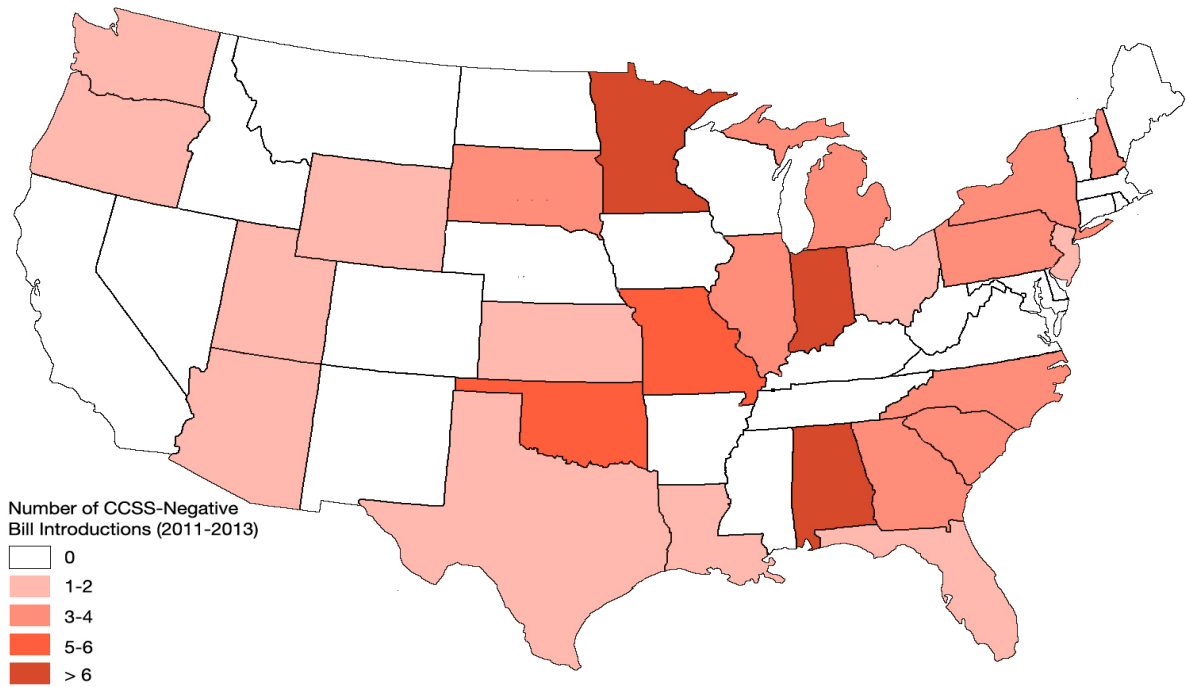 Number of CCSS-Negative
Bill Introductions (2011-2013)
0
1-2
3-4
5-6
> 6